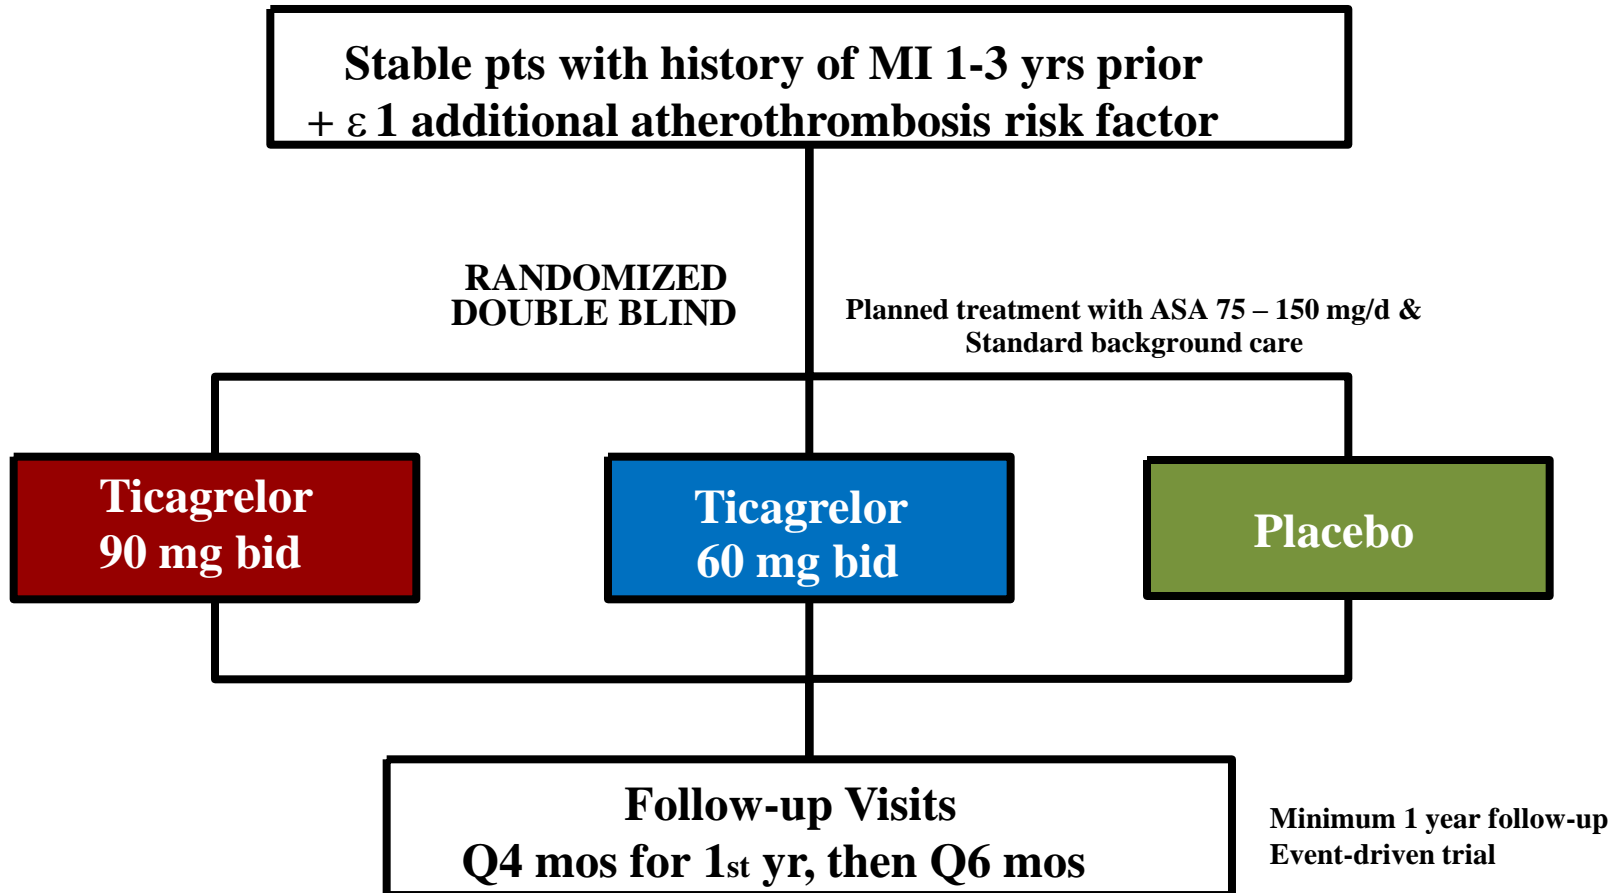 Stable pts with history of MI 1-3 yrs prior
+ ε 1 additional atherothrombosis risk factor
RANDOMIZED
DOUBLE BLIND
Planned treatment with ASA 75 – 150 mg/d &
Standard background care
Ticagrelor
90 mg bid
Ticagrelor
60 mg bid
Placebo
Follow-up Visits
Q4 mos for 1st yr, then Q6 mos
Minimum 1 year follow-up
Event-driven trial